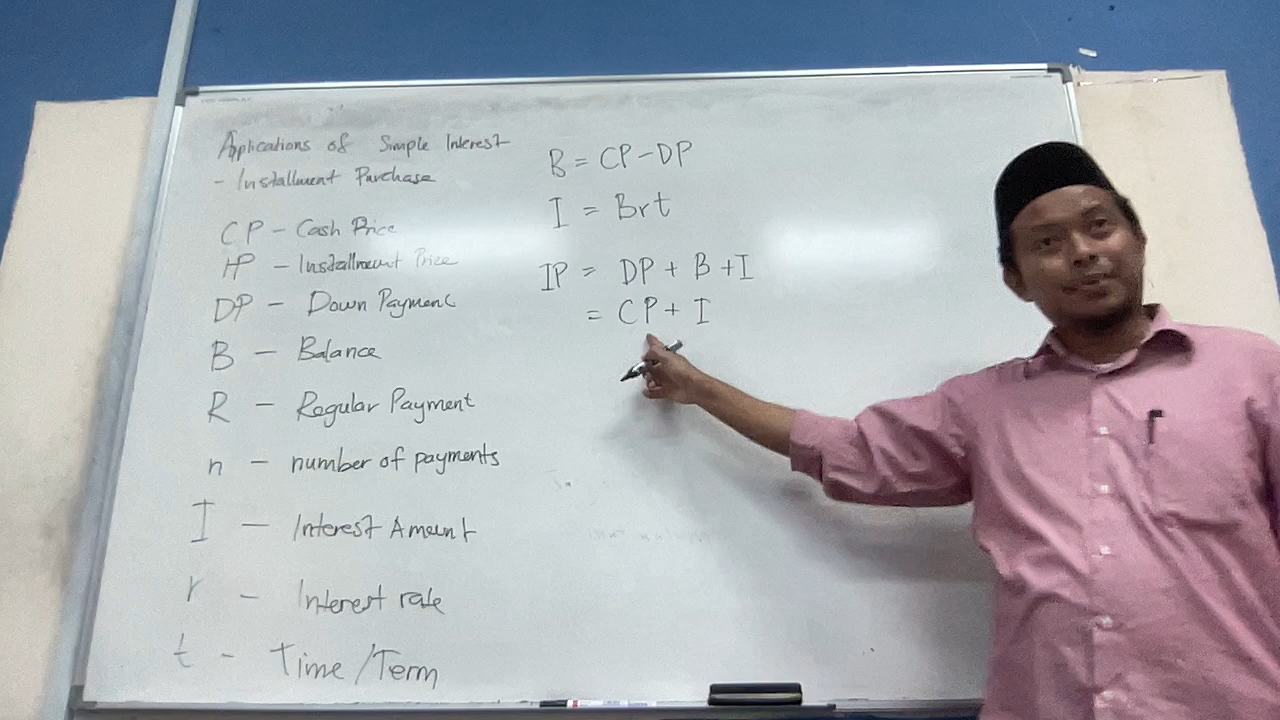 Applications of Simple Interest
- Installment Purchase
CP - Cash Price
IP - Installment Price
DP - Down Payment
B - Balance
R - Regular Payment
n - number of payments
I - Interest Amount
r - Interest rate
t - Time/Term
B = CP-DP
I = Brt
IP = DP + B + I
= CP + I